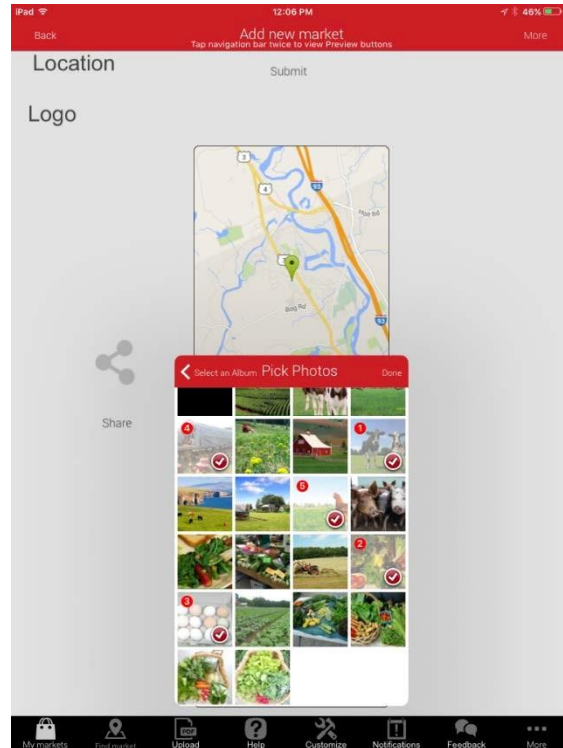 iPad 12:06 PM 46%
Back Add new market More
Tap navigation bar twice to view Preview buttons
Location
Submit
Logo
3
4
93
Bog Rd
93
Select an Album Pick Photos Done
Share
4
1
5
2
3
PDF
My markets Find market Upload Help Customize Notifications Feedback More